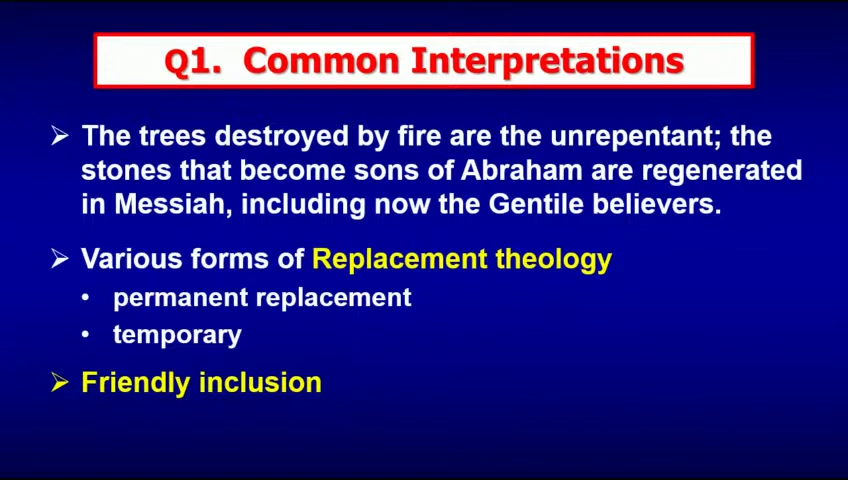 Q1. Common Interpretations
➢ The trees destroyed by fire are the unrepentant; the
stones that become sons of Abraham are regenerated
in Messiah, including now the Gentile believers.
➢ Various forms of Replacement theology
• permanent replacement
• temporary
➢ Friendly inclusion